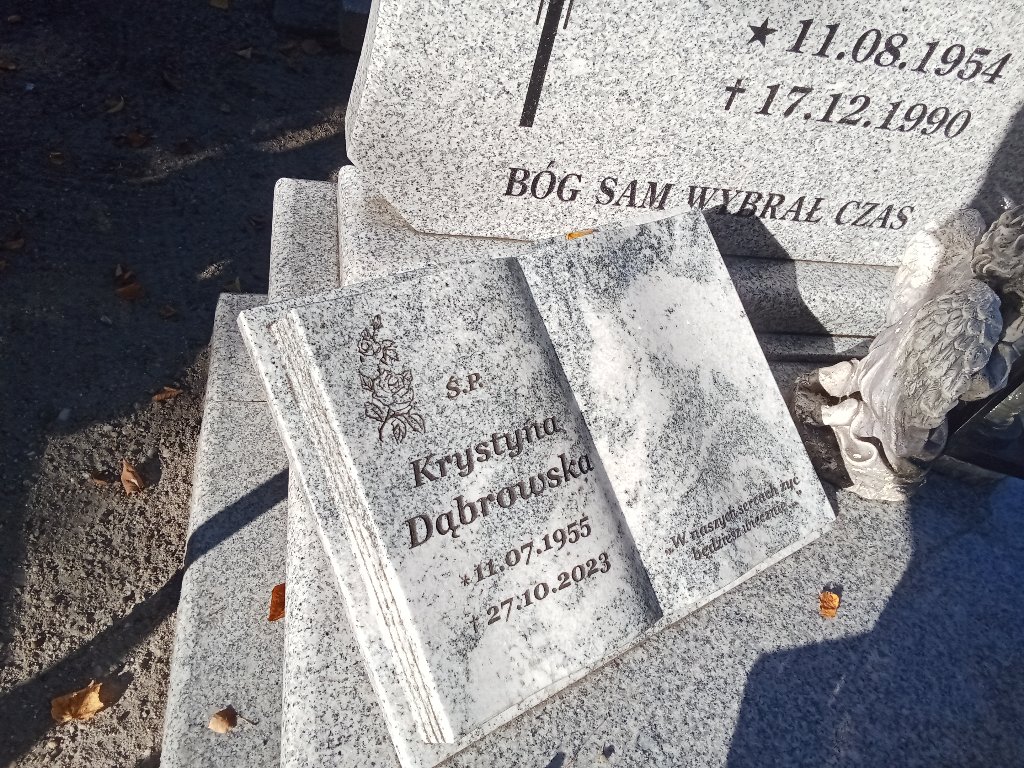 ★ 11.08.1954
✝ 17.12.1990
BÓG SAM WYBRAŁ CZAS
Ś.P.
Krystyna
Dąbrowska
*11.07.1955
† 27.10.2023
„W naszych sercach żyć
będziesz wiecznie..."